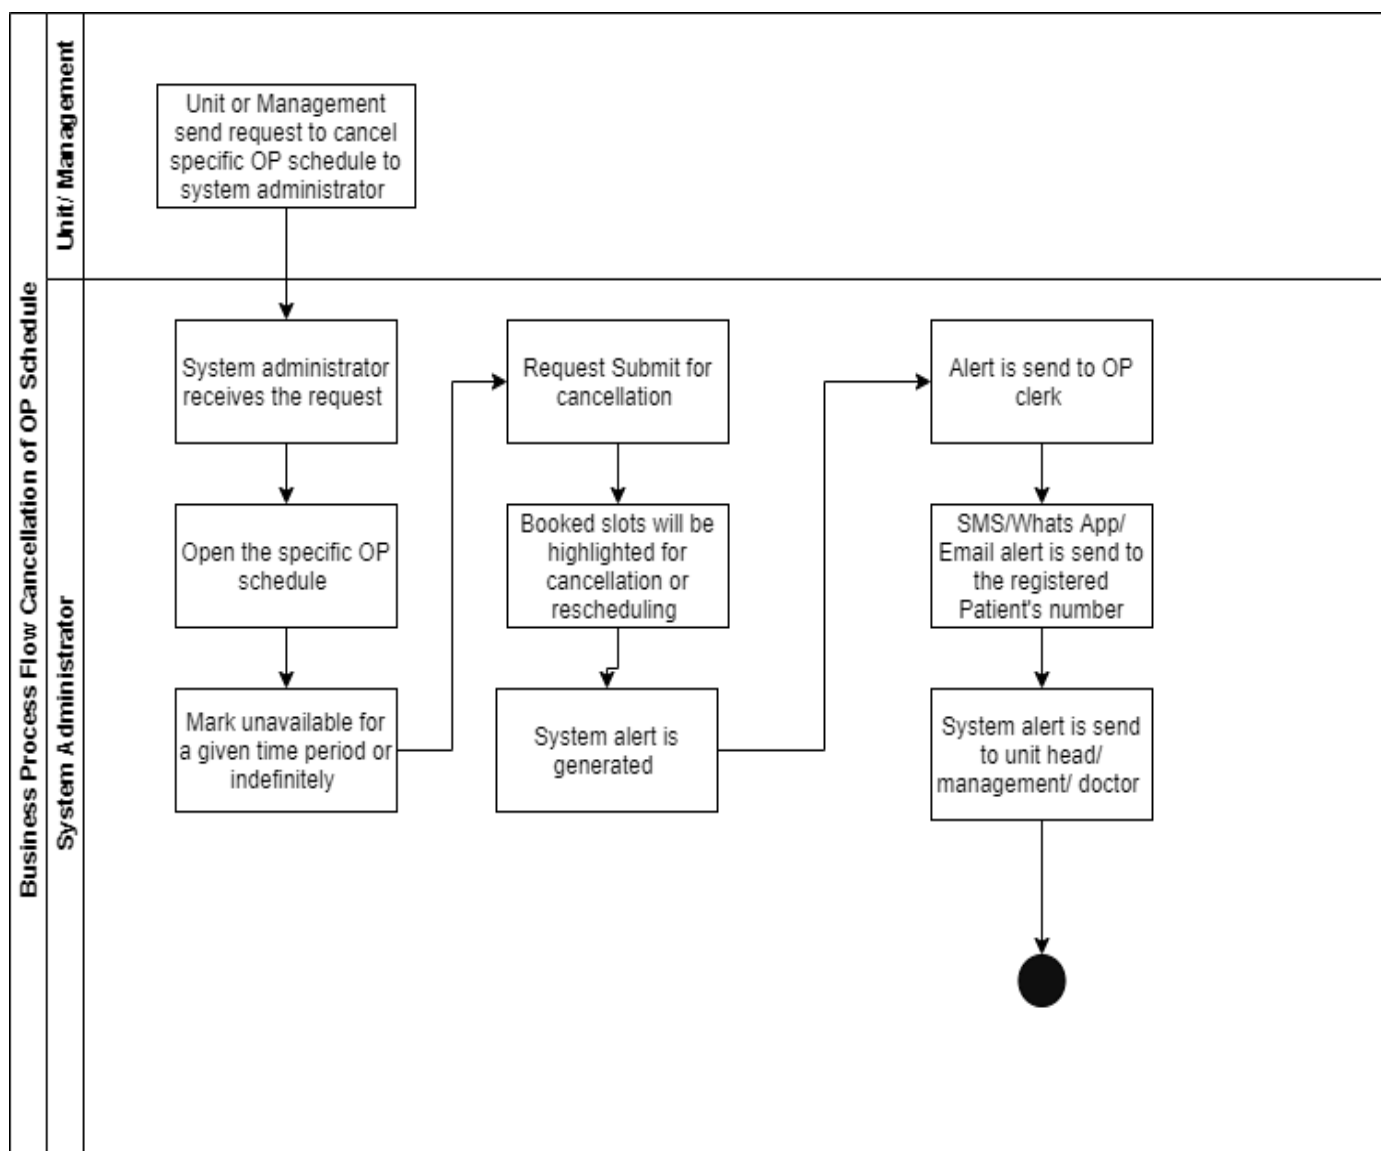 Business Process Flow Cancellation of OP Schedule
Unit/ Management
Unit or Management
send request to cancel
specific OP schedule to
system administrator
System Administrator
System administrator
receives the request
Open the specific OP
schedule
Mark unavailable for
a given time period or
indefinitely
Request Submit for
cancellation
Booked slots will be
highlighted for
cancellation or
rescheduling
System alert is
generated
Alert is send to OP
clerk
SMS/Whats App/
Email alert is send to
the registered
Patient's number
System alert is send
to unit head/
management/ doctor